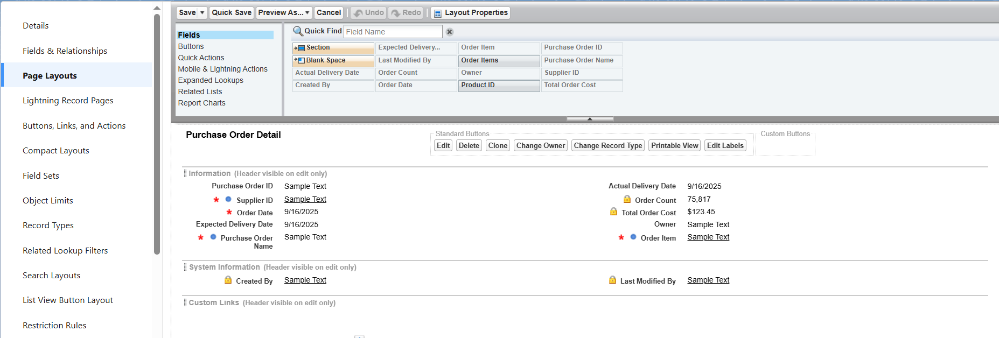 Details
Fields & Relationships
Page Layouts
Lightning Record Pages
Buttons, Links, and Actions
Compact Layouts
Field Sets
Object Limits
Record Types
Related Lookup Filters
Search Layouts
List View Button Layout
Restriction Rules
Save Quick Save Preview As... Cancel Undo Redo Layout Properties
Fields
Buttons
Quick Actions
Mobile & Lightning Actions
Expanded Lookups
Related Lists
Report Charts
Quick Find Field Name
Section Expected Delivery... Order Item Purchase Order ID
Blank Space Last Modified By Order Items Purchase Order Name
Actual Delivery Date Order Count Owner Supplier ID
Created By Order Date Product ID Total Order Cost
Purchase Order Detail
Standard Buttons
Edit Delete Clone Change Owner Change Record Type Printable View Edit Labels
Custom Buttons
Information (Header visible on edit only)
Purchase Order ID Sample Text
* Supplier ID Sample Text
* Order Date 9/16/2025
Expected Delivery Date 9/16/2025
* Purchase Order Name Sample Text
Actual Delivery Date 9/16/2025
Order Count 75,817
Total Order Cost $123.45
Owner Sample Text
* Order Item Sample Text
System Information (Header visible on edit only)
Created By Sample Text
Last Modified By Sample Text
Custom Links (Header visible on edit only)